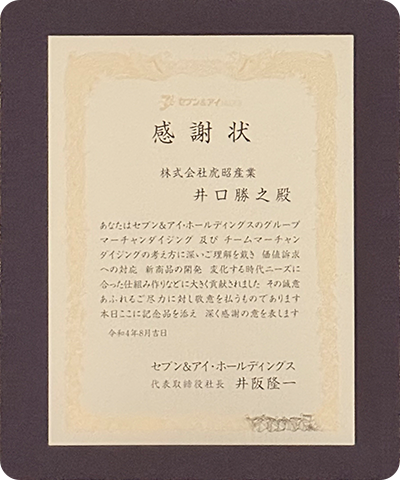 セブン&アイ
感謝状
株式会社虎昭産業
井口勝之殿
あなたはセブン&アイ・ホールディングスのグループ
マーチャンダイジング 及び チームマーチャン
ダイジングの考え方に深いご理解を戴き 価値訴求
への対応 新商品の開発 変化する時代ニーズに
合った仕組み作りなどに大きく貢献されました その誠意
あふれるご尽力に対し敬意を払うものであります
本日ここに記念品を添え 深く感謝の意を表します
令和4年8月吉日
セブン&アイ・ホールディングス
代表取締役社長 井阪隆一